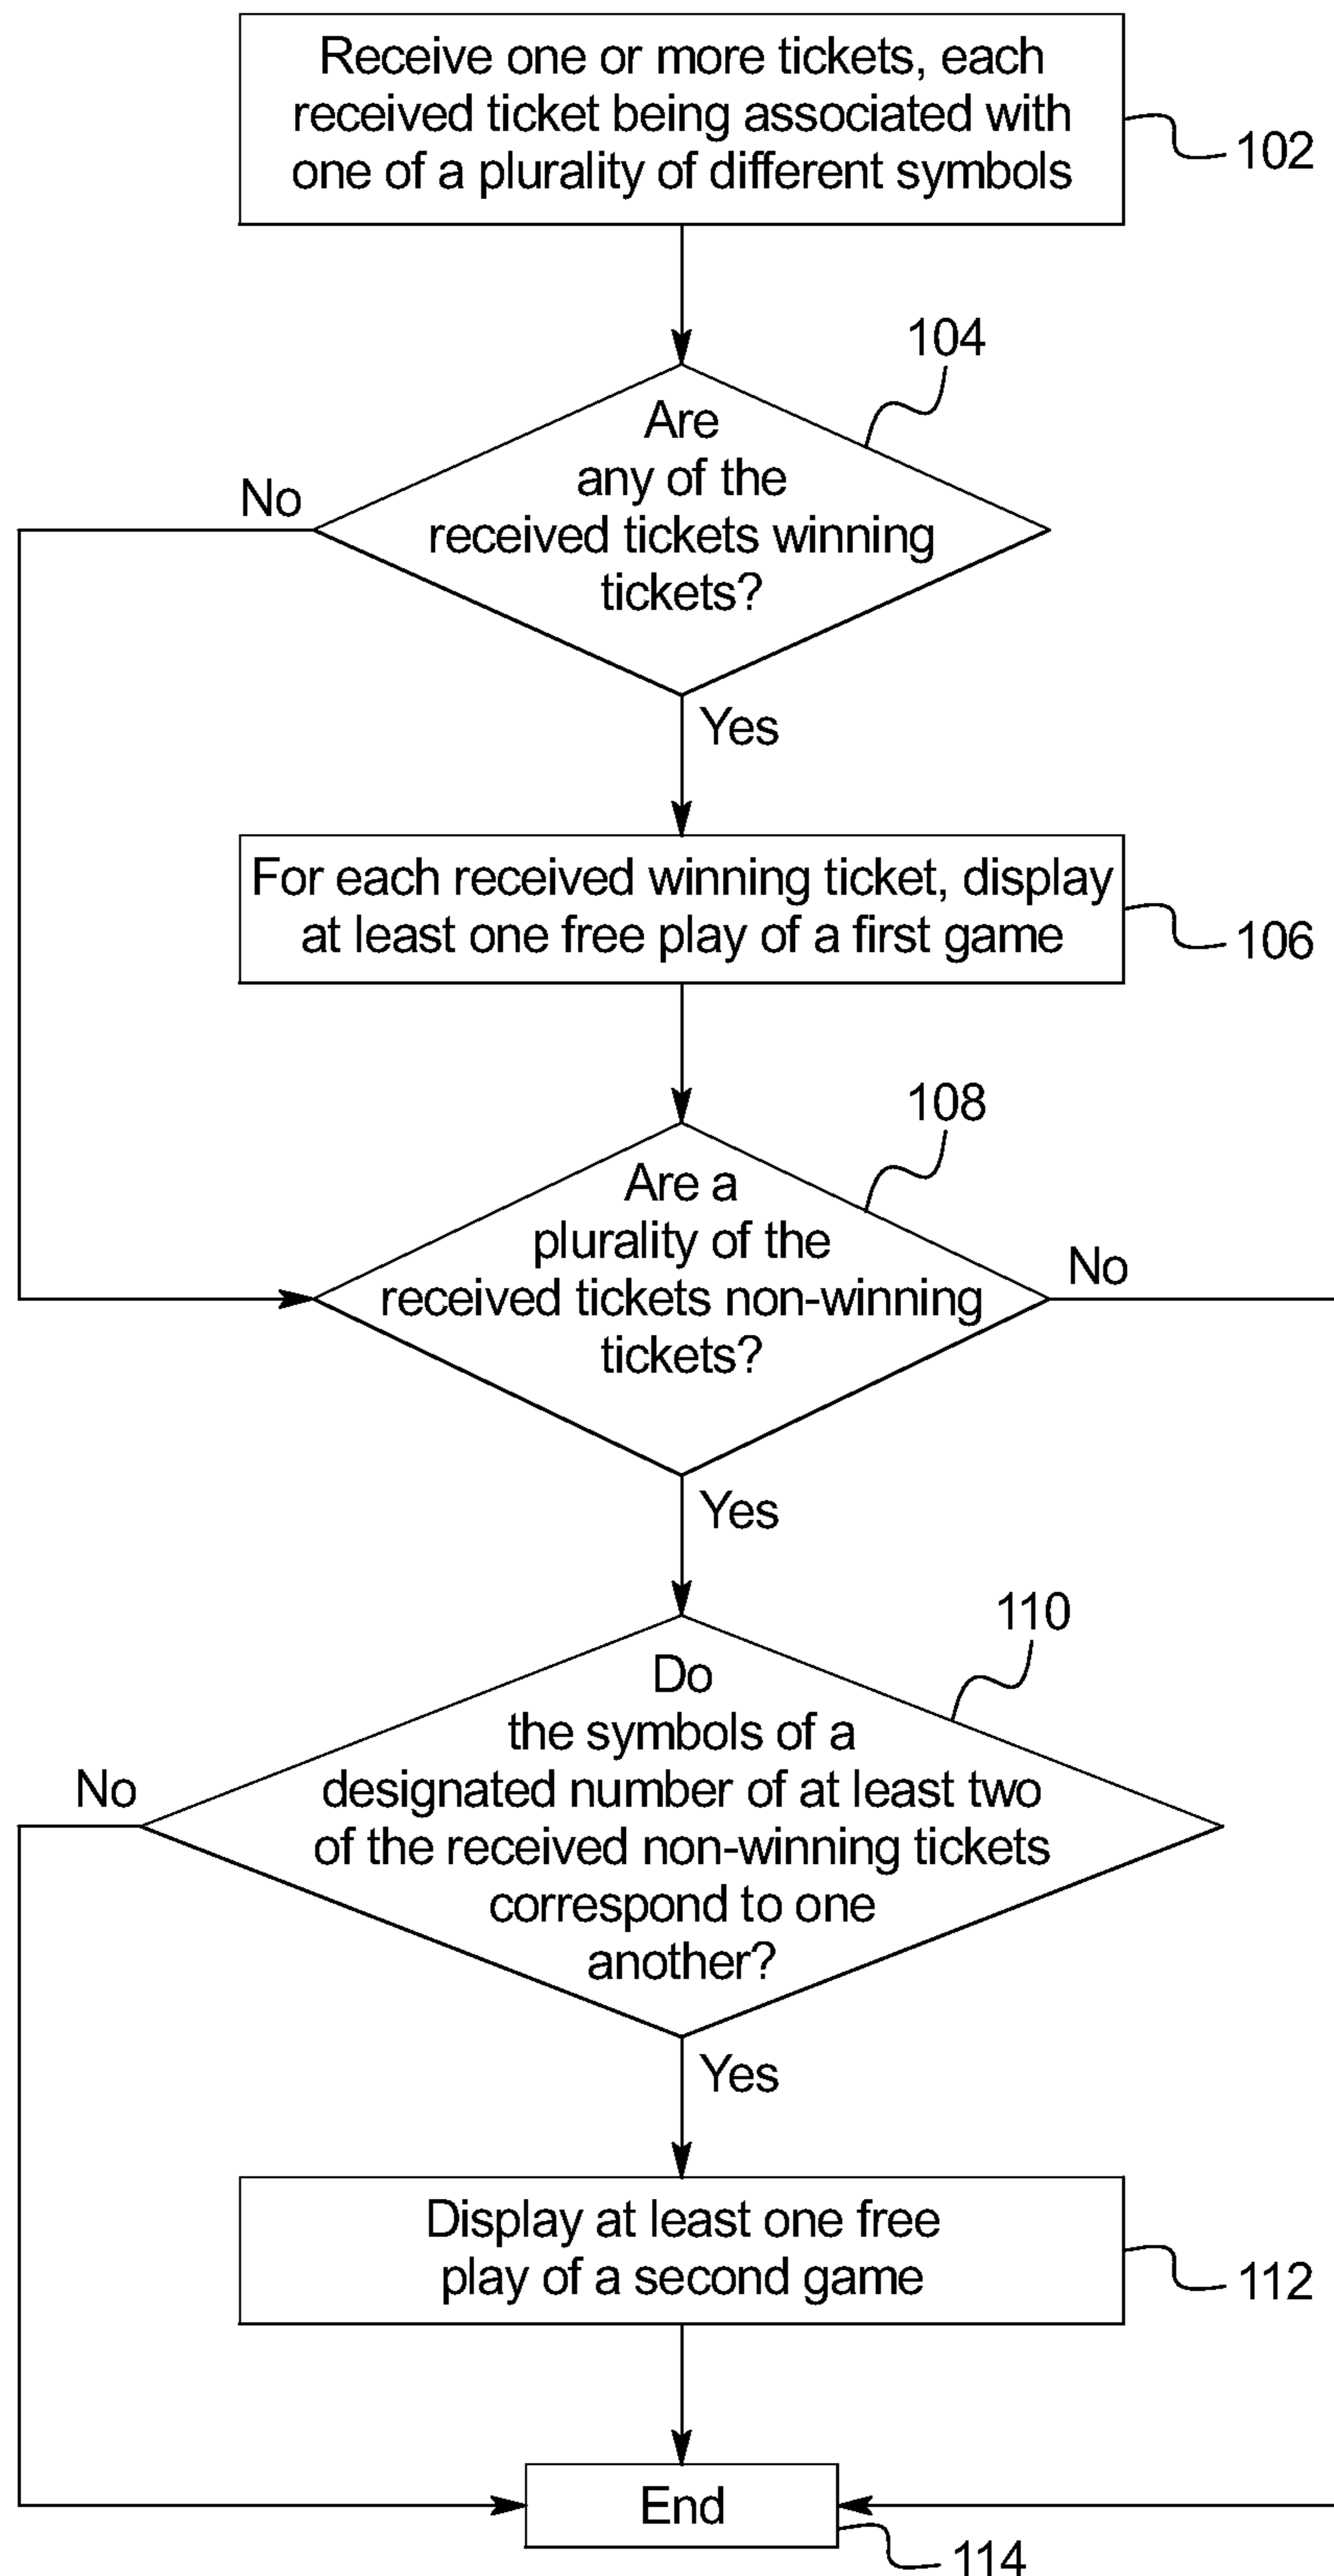 Receive one or more tickets, each
received ticket being associated with
one of a plurality of different symbols
102
104
Are
any of the
received tickets winning
tickets?
No
Yes
For each received winning ticket, display
at least one free play of a first game
106
108
Are a
plurality of the
received tickets non-winning
tickets?
No
Yes
110
Do
the symbols of a
designated number of at least two
of the received non-winning tickets
correspond to one
another?
No
Yes
Display at least one free
play of a second game
112
End
114